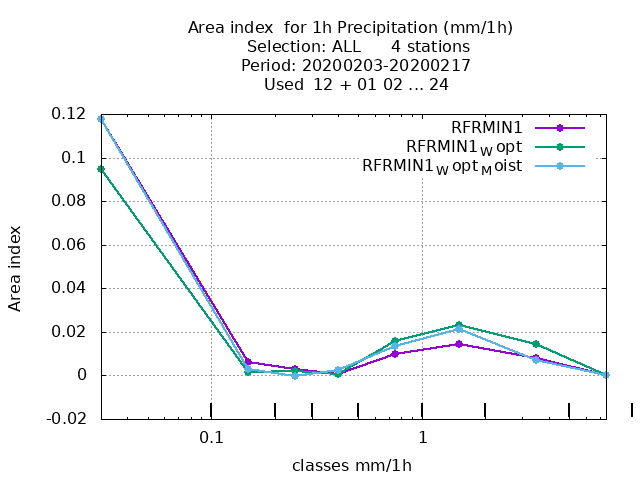 Area index  for 1h Precipitation (mm/1h)
Selection: ALL      4 stations
Period: 20200203-20200217
Used  12 + 01 02 ... 24
0.12
0.1
0.08
0.06
0.04
0.02
0
-0.02
Area index
RFRMIN1
RFRMIN1Wopt
RFRMIN1WoptMoist
0.1
1
classes mm/1h